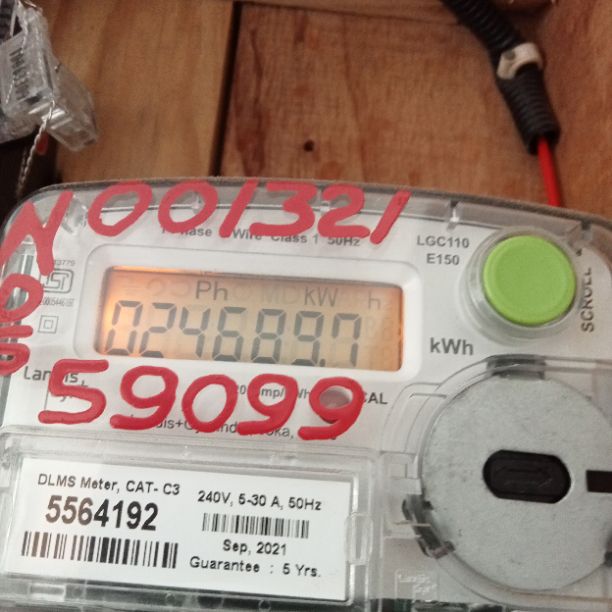 N 001321
Wire Class 1 50Hz
LGC110
E150
Ph kW h
024689.7
kWh
SCROLL
59099
CAL
DLMS Meter, CAT- C3
5564192
240V, 5-30 A, 50Hz
Sep, 2021
Guarantee : 5 Yrs.